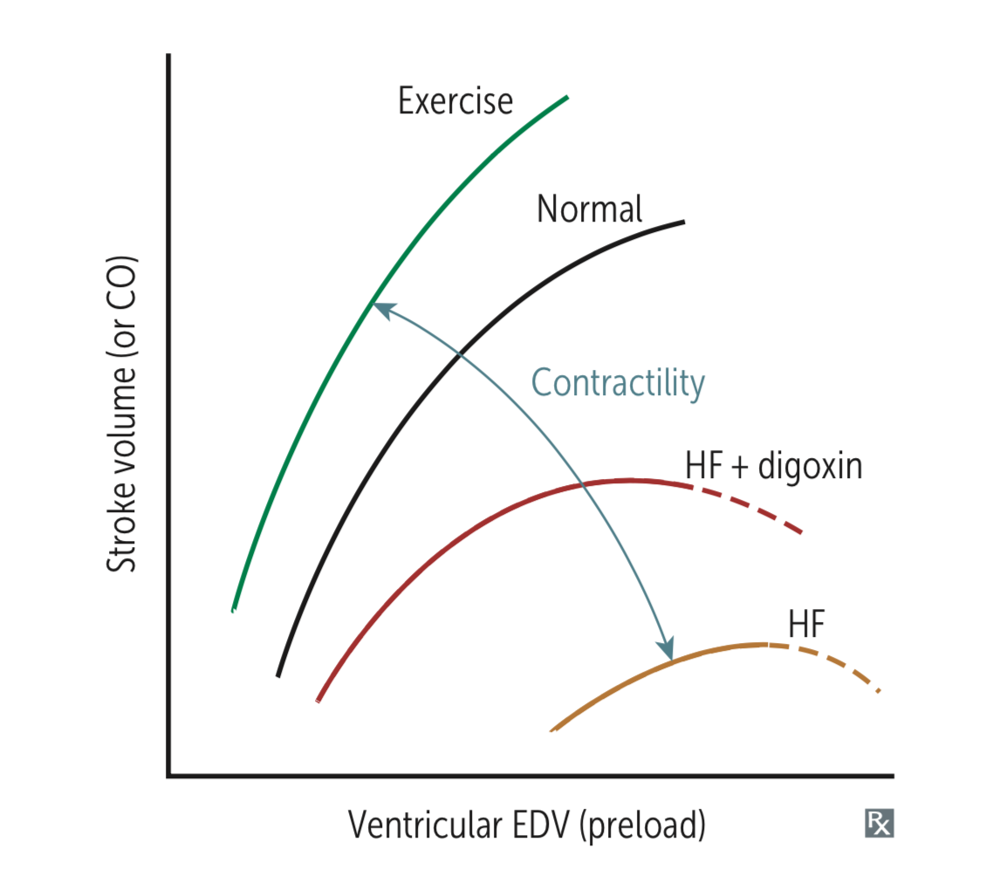 Exercise
Normal
Stroke volume (or CO)
Contractility
HF + digoxin
HF
Ventricular EDV (preload)
Rx